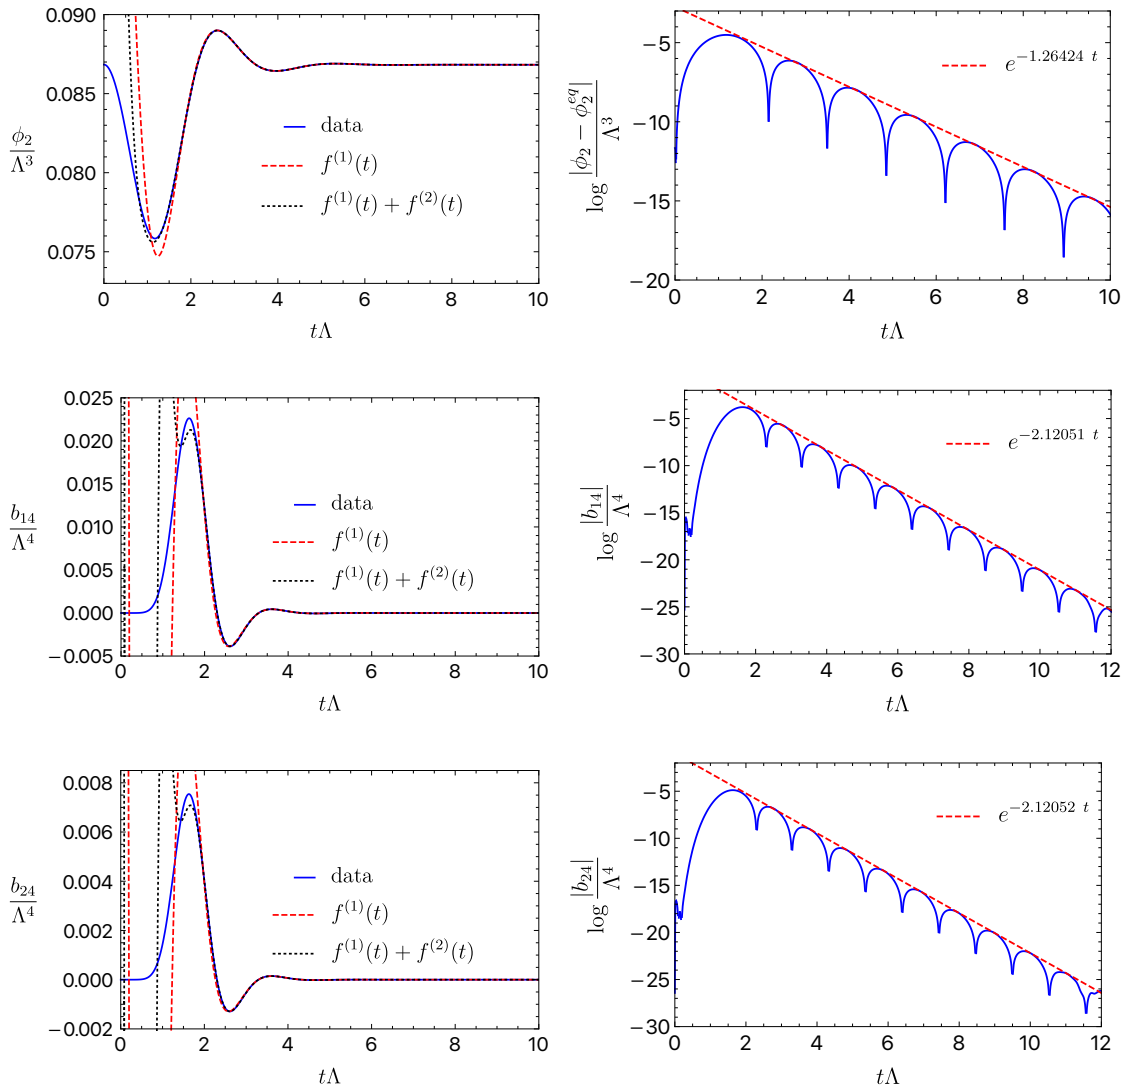 0.090
0.085
0.080
0.075
0 2 4 6 8 10
ϕ₂
Λ³
tΛ
data
f⁽¹⁾(t)
f⁽¹⁾(t) + f⁽²⁾(t)
−5
−10
−15
−20
0 2 4 6 8 10
log |ϕ₂ − ϕ₂^{eq}|
Λ³
tΛ
e^{−1.26424 t}
0.025
0.020
0.015
0.010
0.005
0.000
−0.005
0 2 4 6 8 10
b₁₄
Λ⁴
tΛ
data
f⁽¹⁾(t)
f⁽¹⁾(t) + f⁽²⁾(t)
−5
−10
−15
−20
−25
−30
0 2 4 6 8 10 12
log |b₁₄|
Λ⁴
tΛ
e^{−2.12051 t}
0.008
0.006
0.004
0.002
0.000
−0.002
0 2 4 6 8 10
b₂₄
Λ⁴
tΛ
data
f⁽¹⁾(t)
f⁽¹⁾(t) + f⁽²⁾(t)
−5
−10
−15
−20
−25
−30
0 2 4 6 8 10 12
log |b₂₄|
Λ⁴
tΛ
e^{−2.12052 t}